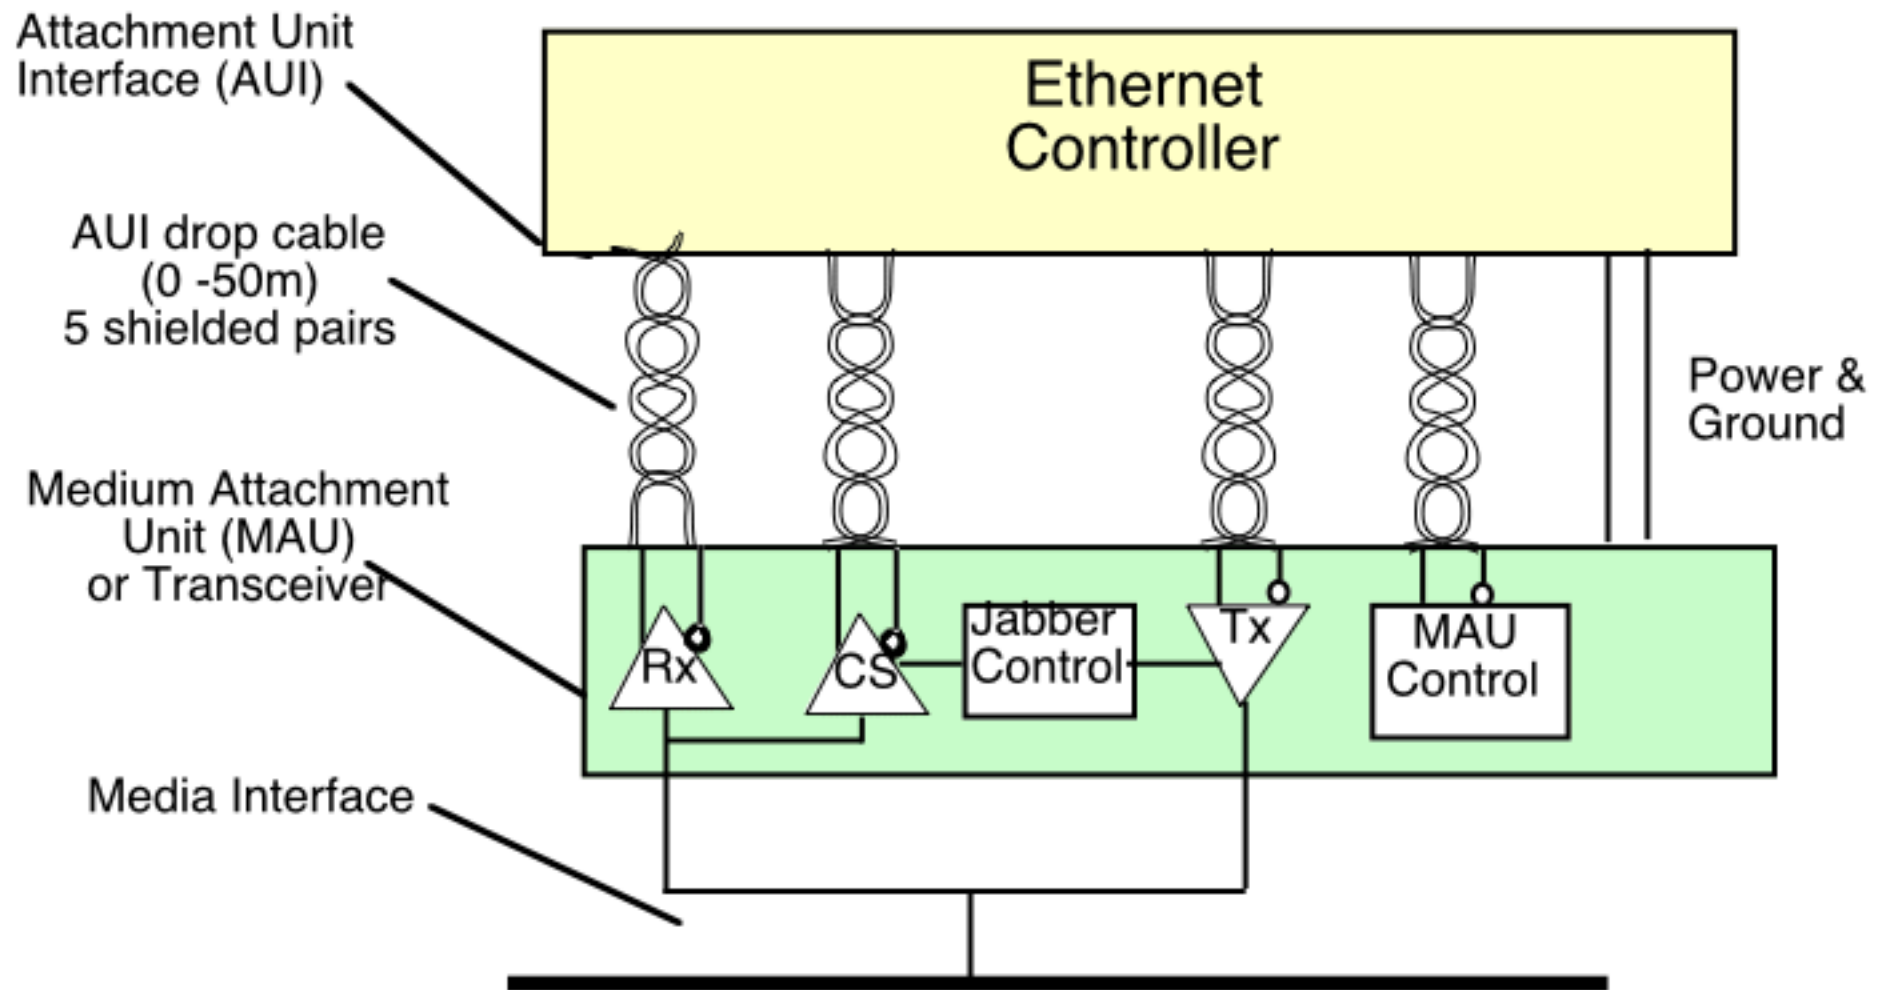 Attachment Unit
Interface (AUI)
Ethernet
Controller
AUI drop cable
(0 -50m)
5 shielded pairs
Power &
Ground
Medium Attachment
Unit (MAU)
or Transceiver
Rx
CS
Jabber
Control
Tx
MAU
Control
Media Interface